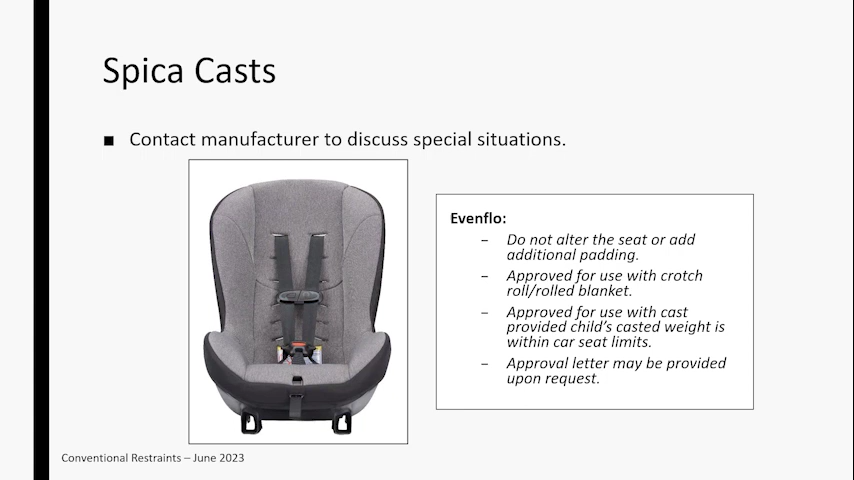 Spica Casts
▪ Contact manufacturer to discuss special situations.
Evenflo:
– Do not alter the seat or add
additional padding.
– Approved for use with crotch
roll/rolled blanket.
– Approved for use with cast
provided child’s casted weight is
within car seat limits.
– Approval letter may be provided
upon request.
Conventional Restraints – June 2023